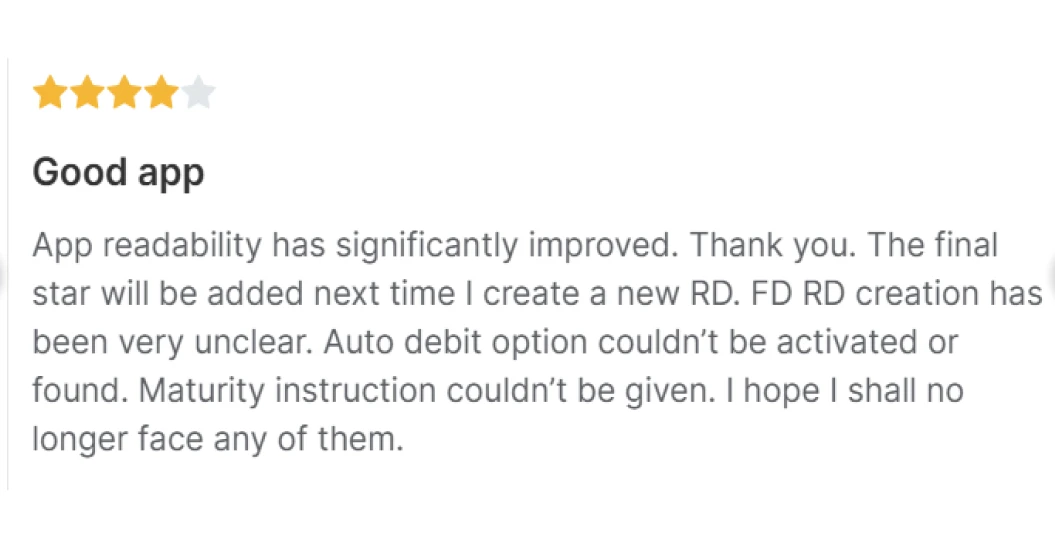 Good app
App readability has significantly improved. Thank you. The final
star will be added next time I create a new RD. FD RD creation has
been very unclear. Auto debit option couldn’t be activated or
found. Maturity instruction couldn’t be given. I hope I shall no
longer face any of them.